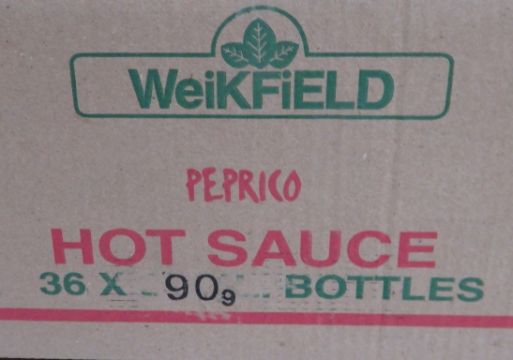 WeiKFiELD
PEPRICO
HOT SAUCE
36 X 90g BOTTLES